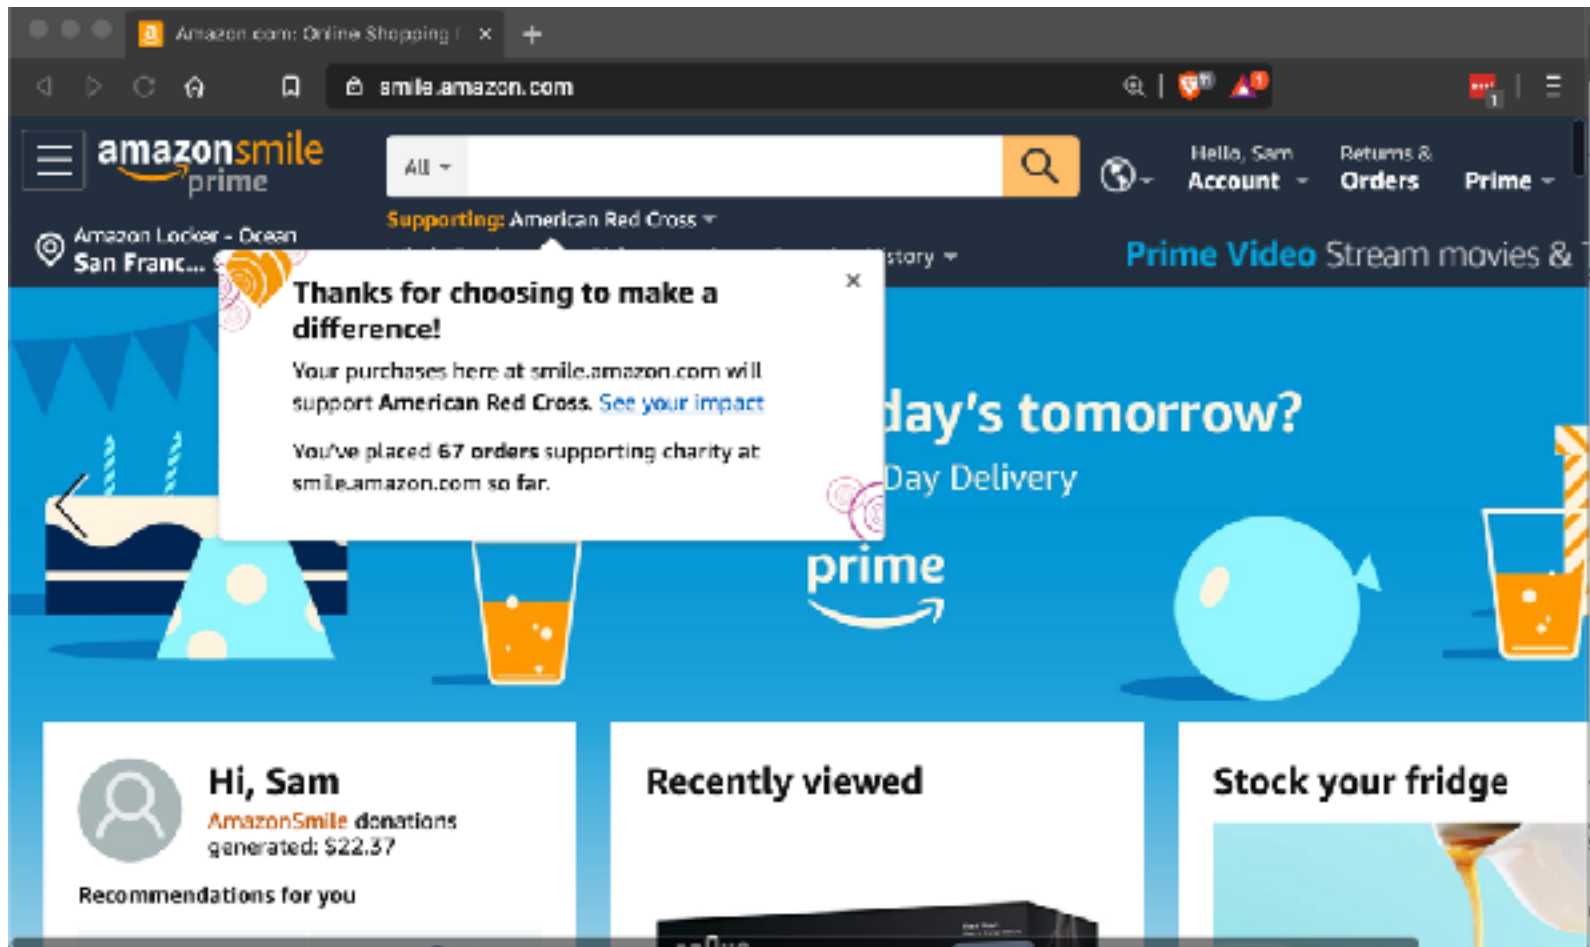 Amazon.com: Online Shopping f
smile.amazon.com
1
1
amazonsmile
prime
All
Hello, Sam
Account
Returns &
Orders
Prime
Supporting: American Red Cross
Amazon Locker - Ocean
San Franc...
story
Prime Video Stream movies &
Thanks for choosing to make a
difference!
Your purchases here at smile.amazon.com will
support American Red Cross. See your impact
You've placed 67 orders supporting charity at
smile.amazon.com so far.
day's tomorrow?
Day Delivery
prime
Hi, Sam
AmazonSmile donations
generated: $22.37
Recommendations for you
Recently viewed
Stock your fridge